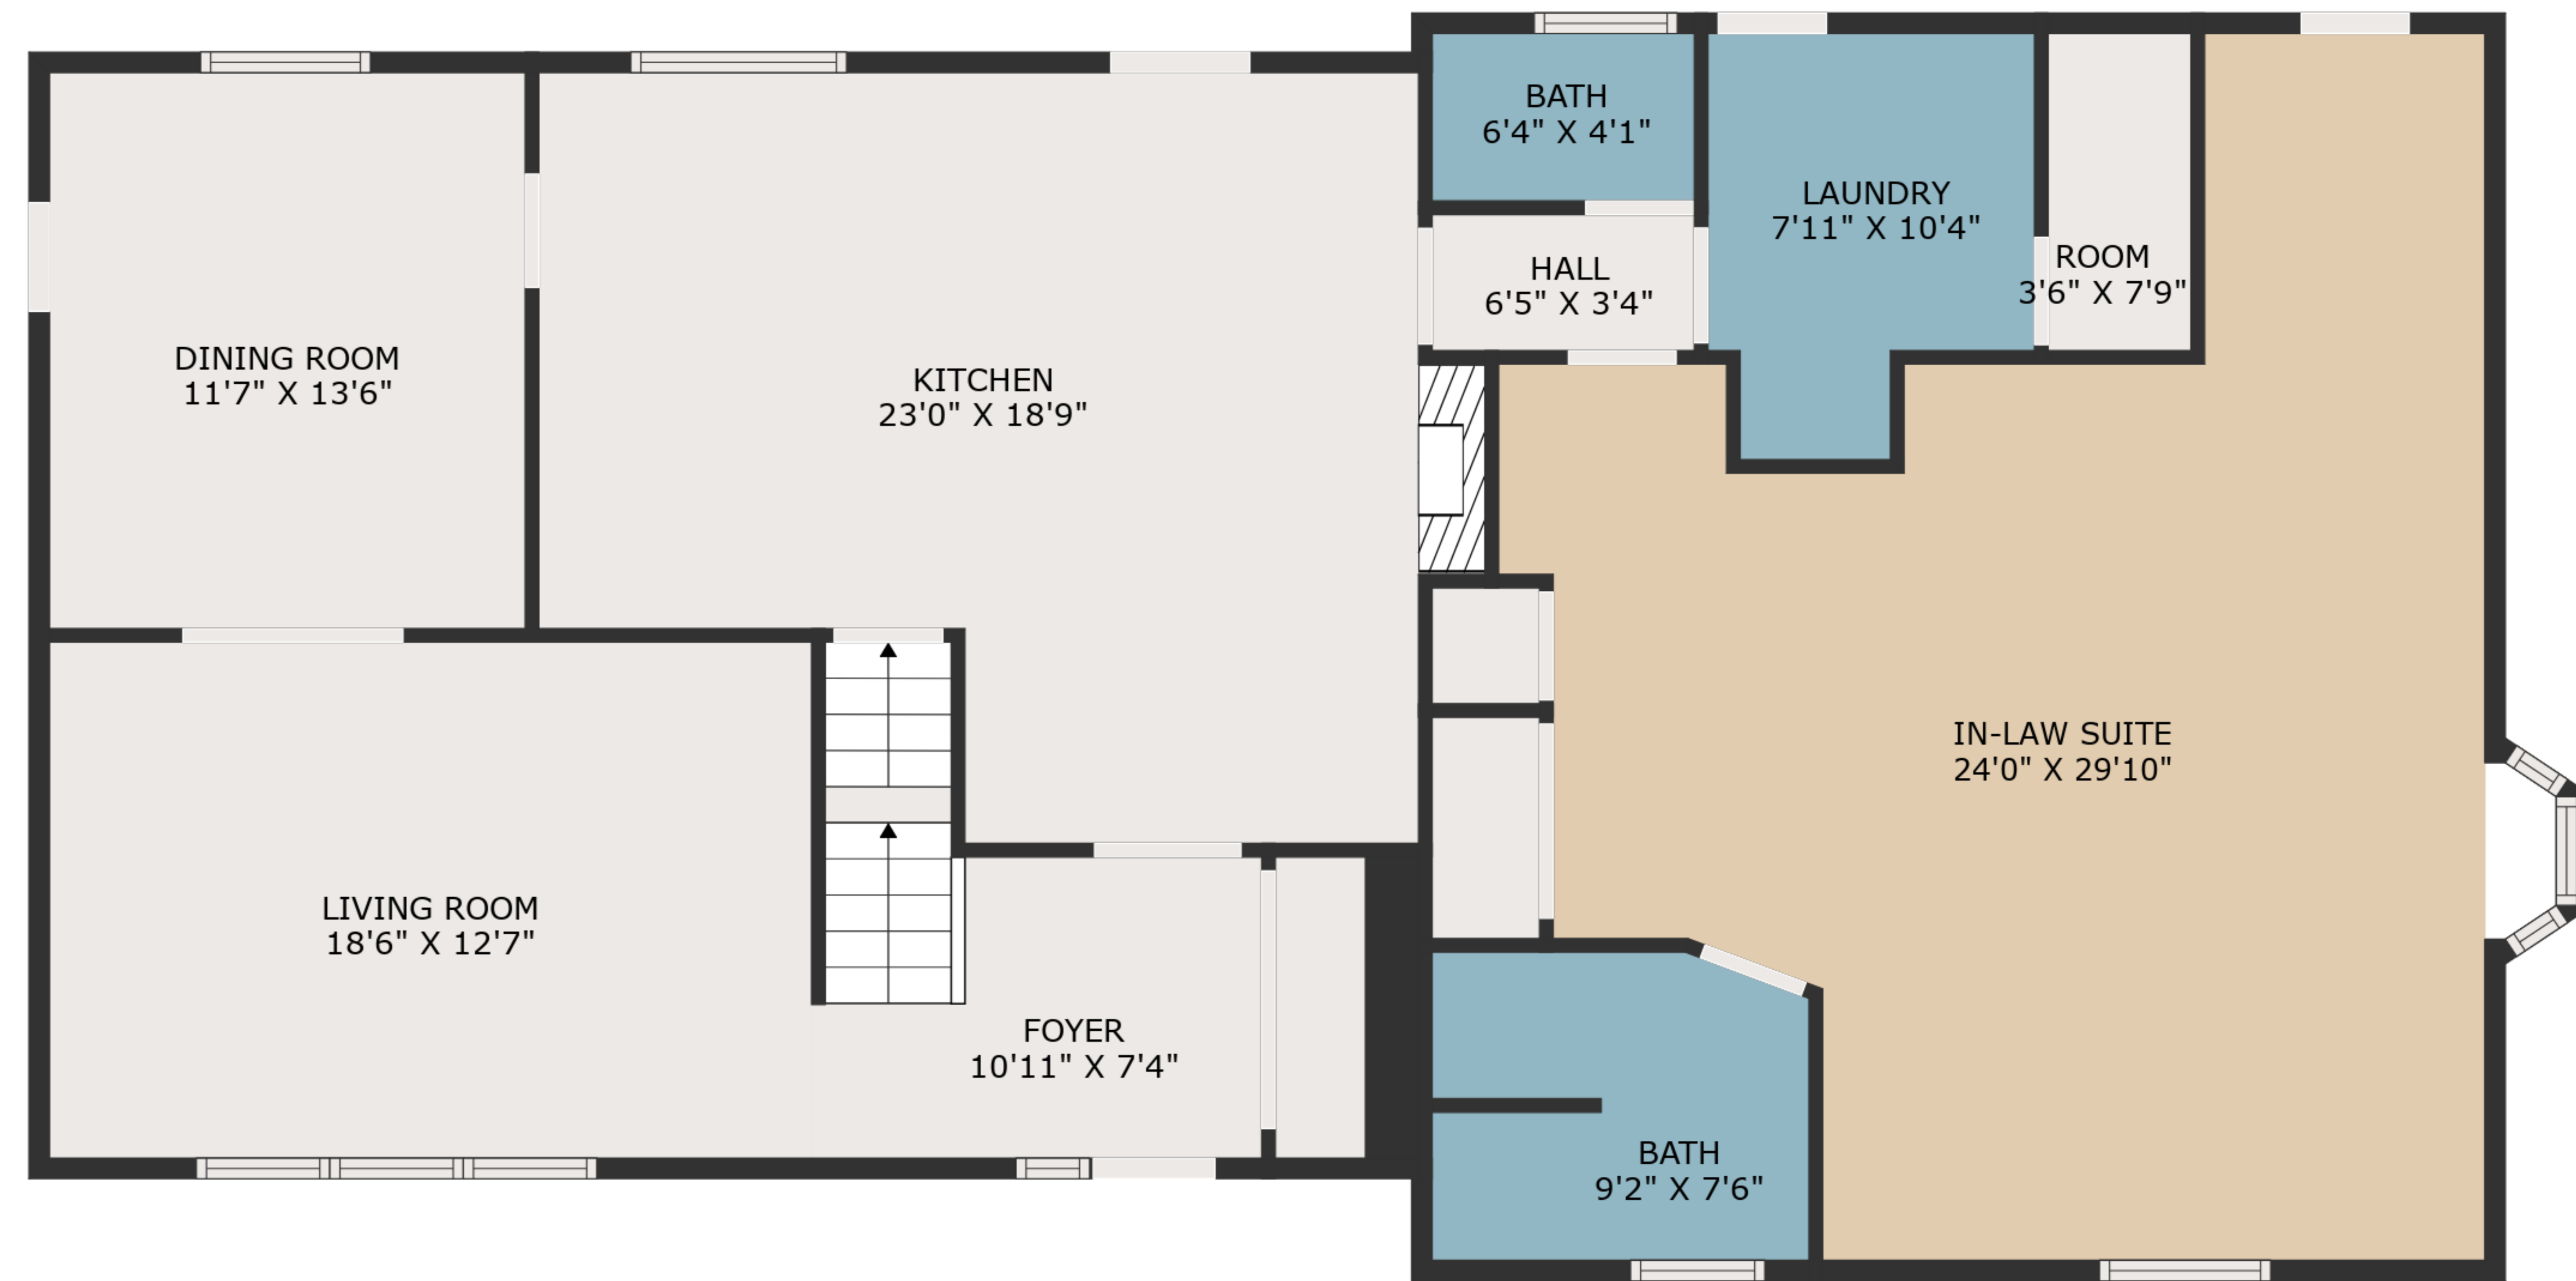 BATH
6'4" X 4'1"
LAUNDRY
7'11" X 10'4"
ROOM
3'6" X 7'9"
HALL
6'5" X 3'4"
DINING ROOM
11'7" X 13'6"
KITCHEN
23'0" X 18'9"
IN-LAW SUITE
24'0" X 29'10"
LIVING ROOM
18'6" X 12'7"
FOYER
10'11" X 7'4"
BATH
9'2" X 7'6"